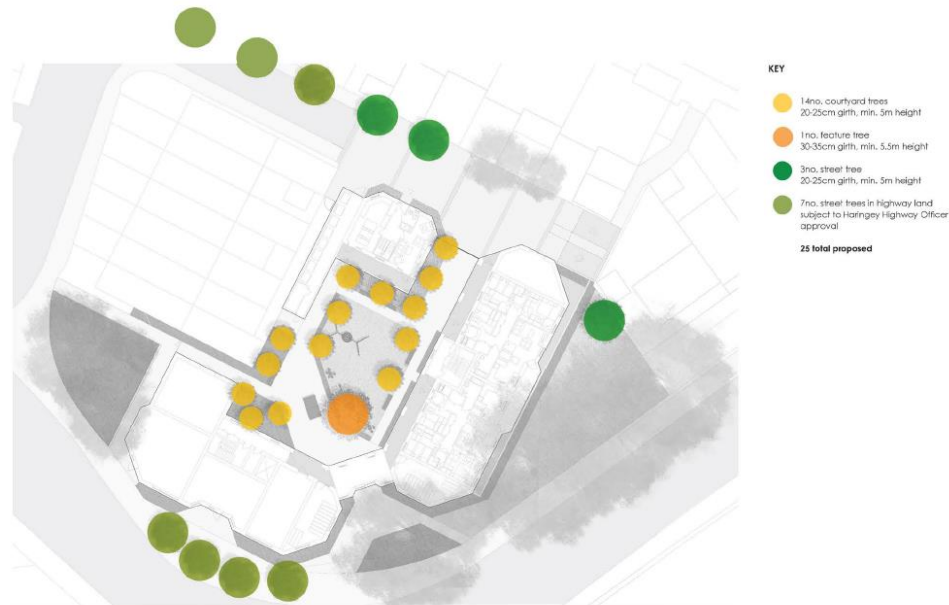 KEY
14no. courtyard trees
20-25cm girth, min. 5m height
1no. feature tree
30-35cm girth, min. 5.5m height
3no. street tree
20-25cm girth, min. 5m height
7no. street trees in highway land
subject to Haringey Highway Officer
approval
25 total proposed